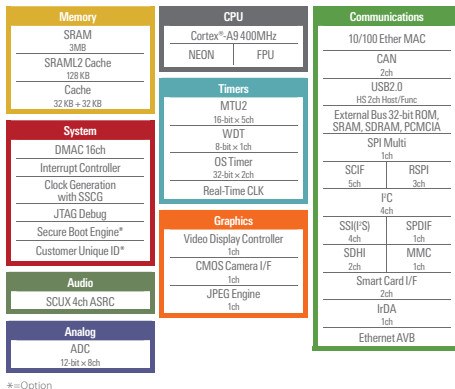 Memory
SRAM
3MB
SRAML2 Cache
128 KB
Cache
32 KB + 32 KB
System
DMAC 16ch
Interrupt Controller
Clock Generation
with SSCG
JTAG Debug
Secure Boot Engine*
Customer Unique ID*
Audio
SCUX 4ch ASRC
Analog
ADC
12-bit × 8ch
*=Option
CPU
Cortex®-A9 400MHz
NEON FPU
Timers
MTU2
16-bit × 5ch
WDT
8-bit × 1ch
OS Timer
32-bit × 2ch
Real-Time CLK
Graphics
Video Display Controller
1ch
CMOS Camera I/F
1ch
JPEG Engine
1ch
Communications
10/100 Ether MAC
CAN
2ch
USB2.0
HS 2ch Host/Func
External Bus 32-bit ROM,
SRAM, SDRAM, PCMCIA
SPI Multi
1ch
SCIF RSPI
5ch 3ch
I²C
4ch
SSI(I²S) SPDIF
4ch 1ch
SDHI MMC
2ch 1ch
Smart Card I/F
2ch
IrDA
1ch
Ethernet AVB